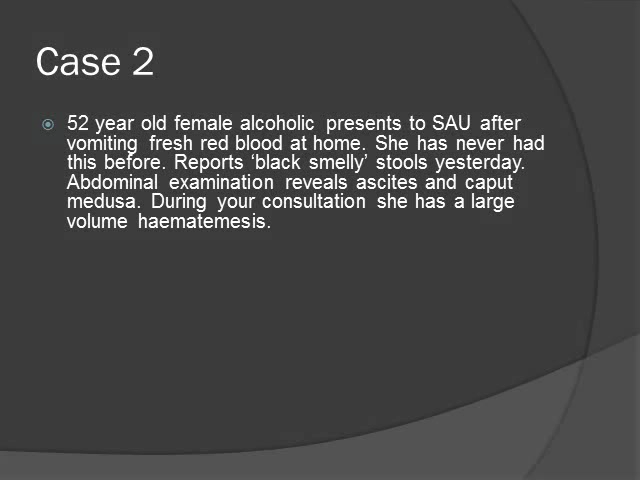 Case 2
52 year old female alcoholic presents to SAU after
vomiting fresh red blood at home. She has never had
this before. Reports ‘black smelly’ stools yesterday.
Abdominal examination reveals ascites and caput
medusa. During your consultation she has a large
volume haematemesis.